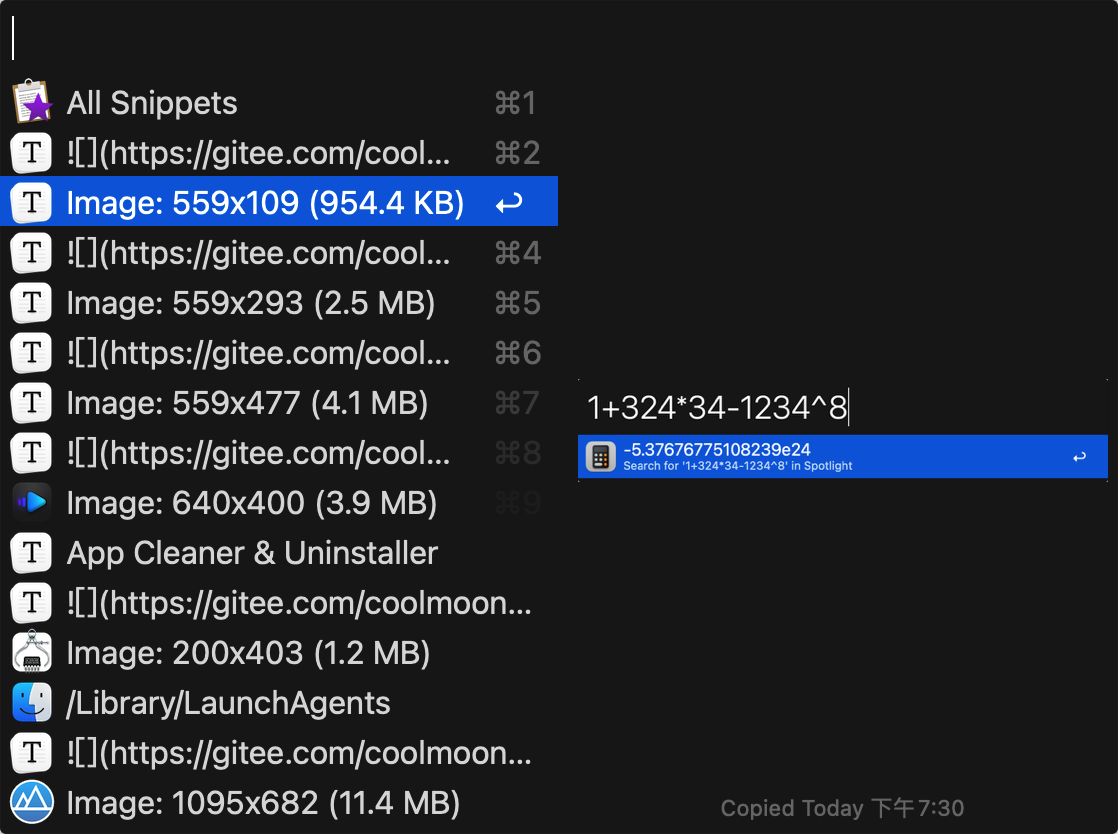 All Snippets ⌘1
![](https://gitee.com/cool... ⌘2
Image: 559x109 (954.4 KB)
![](https://gitee.com/cool... ⌘4
Image: 559x293 (2.5 MB) ⌘5
![](https://gitee.com/cool... ⌘6
Image: 559x477 (4.1 MB) ⌘7
![](https://gitee.com/cool... ⌘8
Image: 640x400 (3.9 MB) ⌘9
App Cleaner & Uninstaller
![](https://gitee.com/coolmoon...
Image: 200x403 (1.2 MB)
/Library/LaunchAgents
![](https://gitee.com/coolmoon...
Image: 1095x682 (11.4 MB)
1+324*34-1234^8
-5.37676775108239e24
Search for '1+324*34-1234^8' in Spotlight
Copied Today 下午7:30